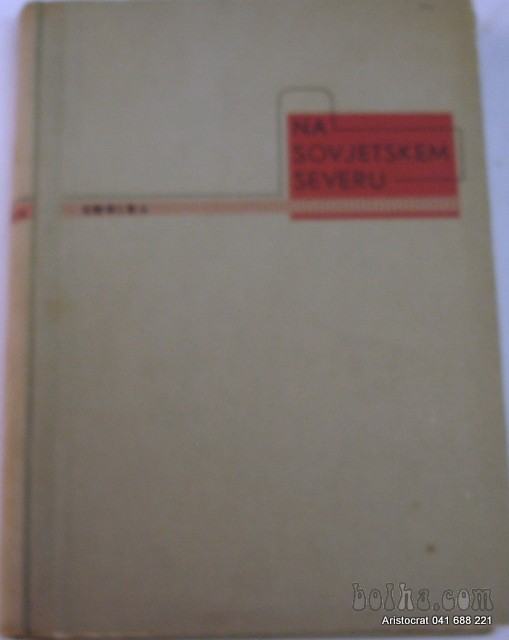 NA
SOVJETSKEM
SEVERU
bolha.com
Aristocrat 041 688 221